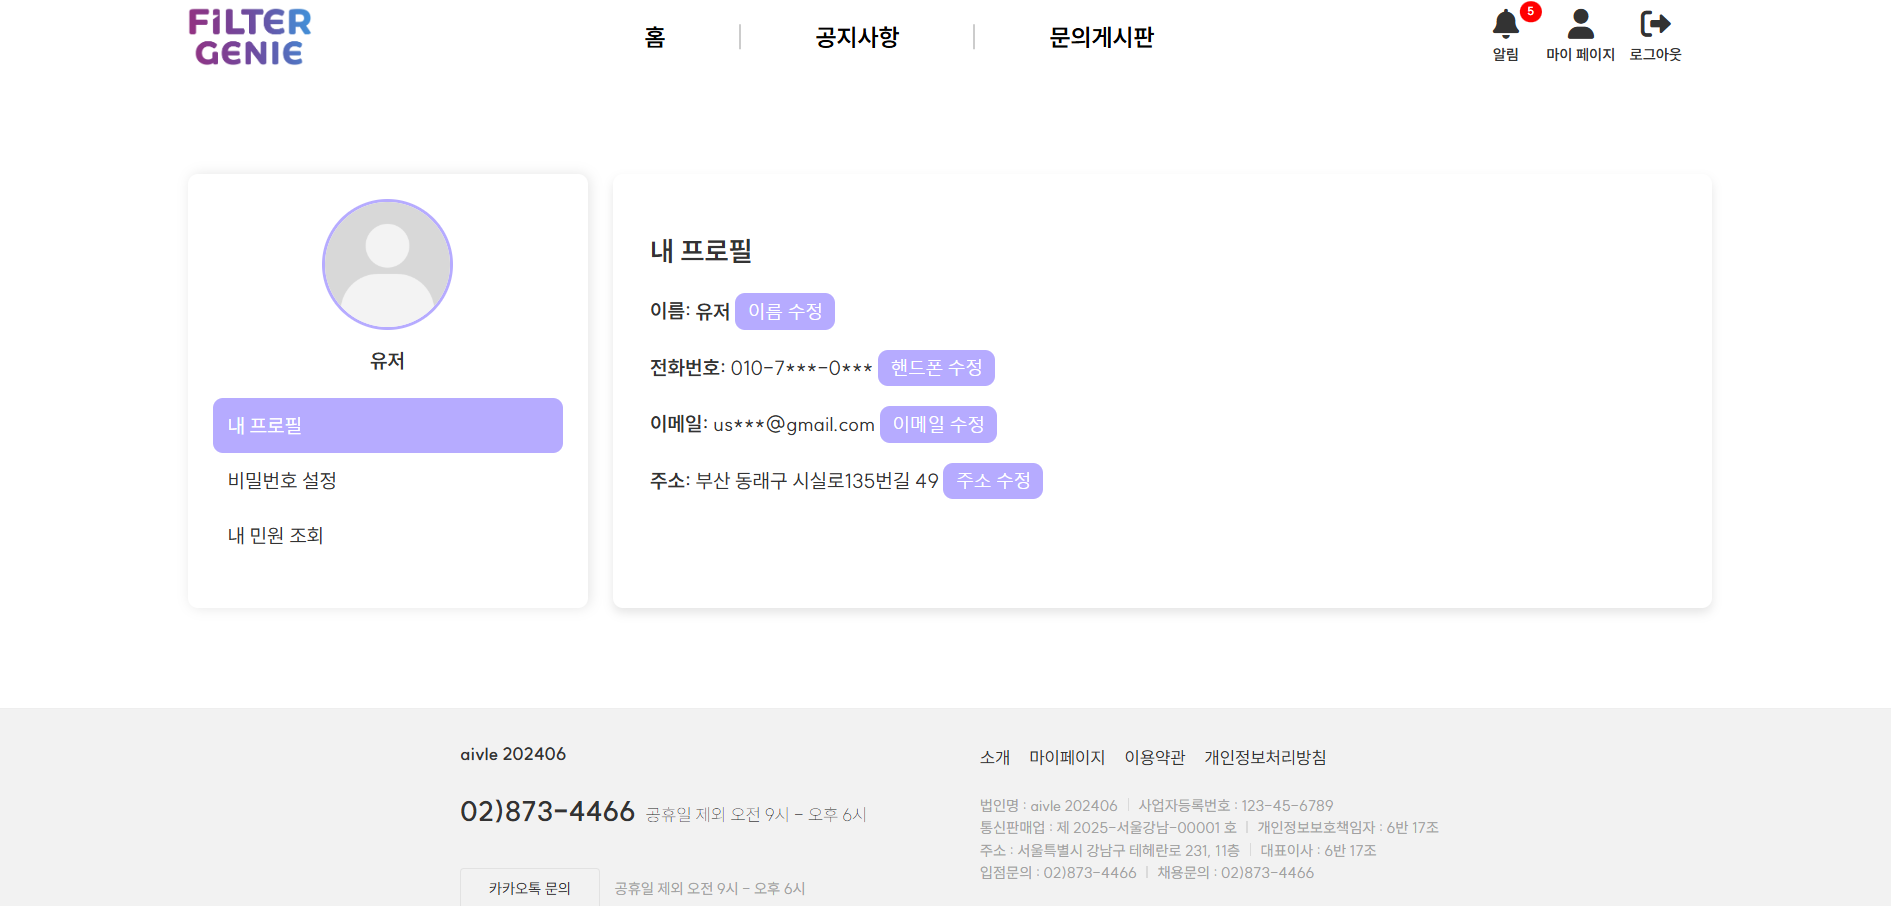 FiLTER
GENIE
홈
공지사항
문의게시판
5
알림
마이 페이지
로그아웃
유저
내 프로필
비밀번호 설정
내 민원 조회
내 프로필
이름: 유저 이름 수정
전화번호: 010-7***-0*** 핸드폰 수정
이메일: us***@gmail.com 이메일 수정
주소: 부산 동래구 시실로135번길 49 주소 수정
aivle 202406
02)873-4466 공휴일 제외 오전 9시 - 오후 6시
카카오톡 문의 공휴일 제외 오전 9시 - 오후 6시
소개 마이페이지 이용약관 개인정보처리방침
법인명 : aivle 202406 | 사업자등록번호 : 123-45-6789
통신판매업 : 제 2025-서울강남-00001 호 | 개인정보보호책임자 : 6반 17조
주소 : 서울특별시 강남구 테헤란로 231, 11층 | 대표이사 : 6반 17조
입점문의 : 02)873-4466 | 채용문의 : 02)873-4466